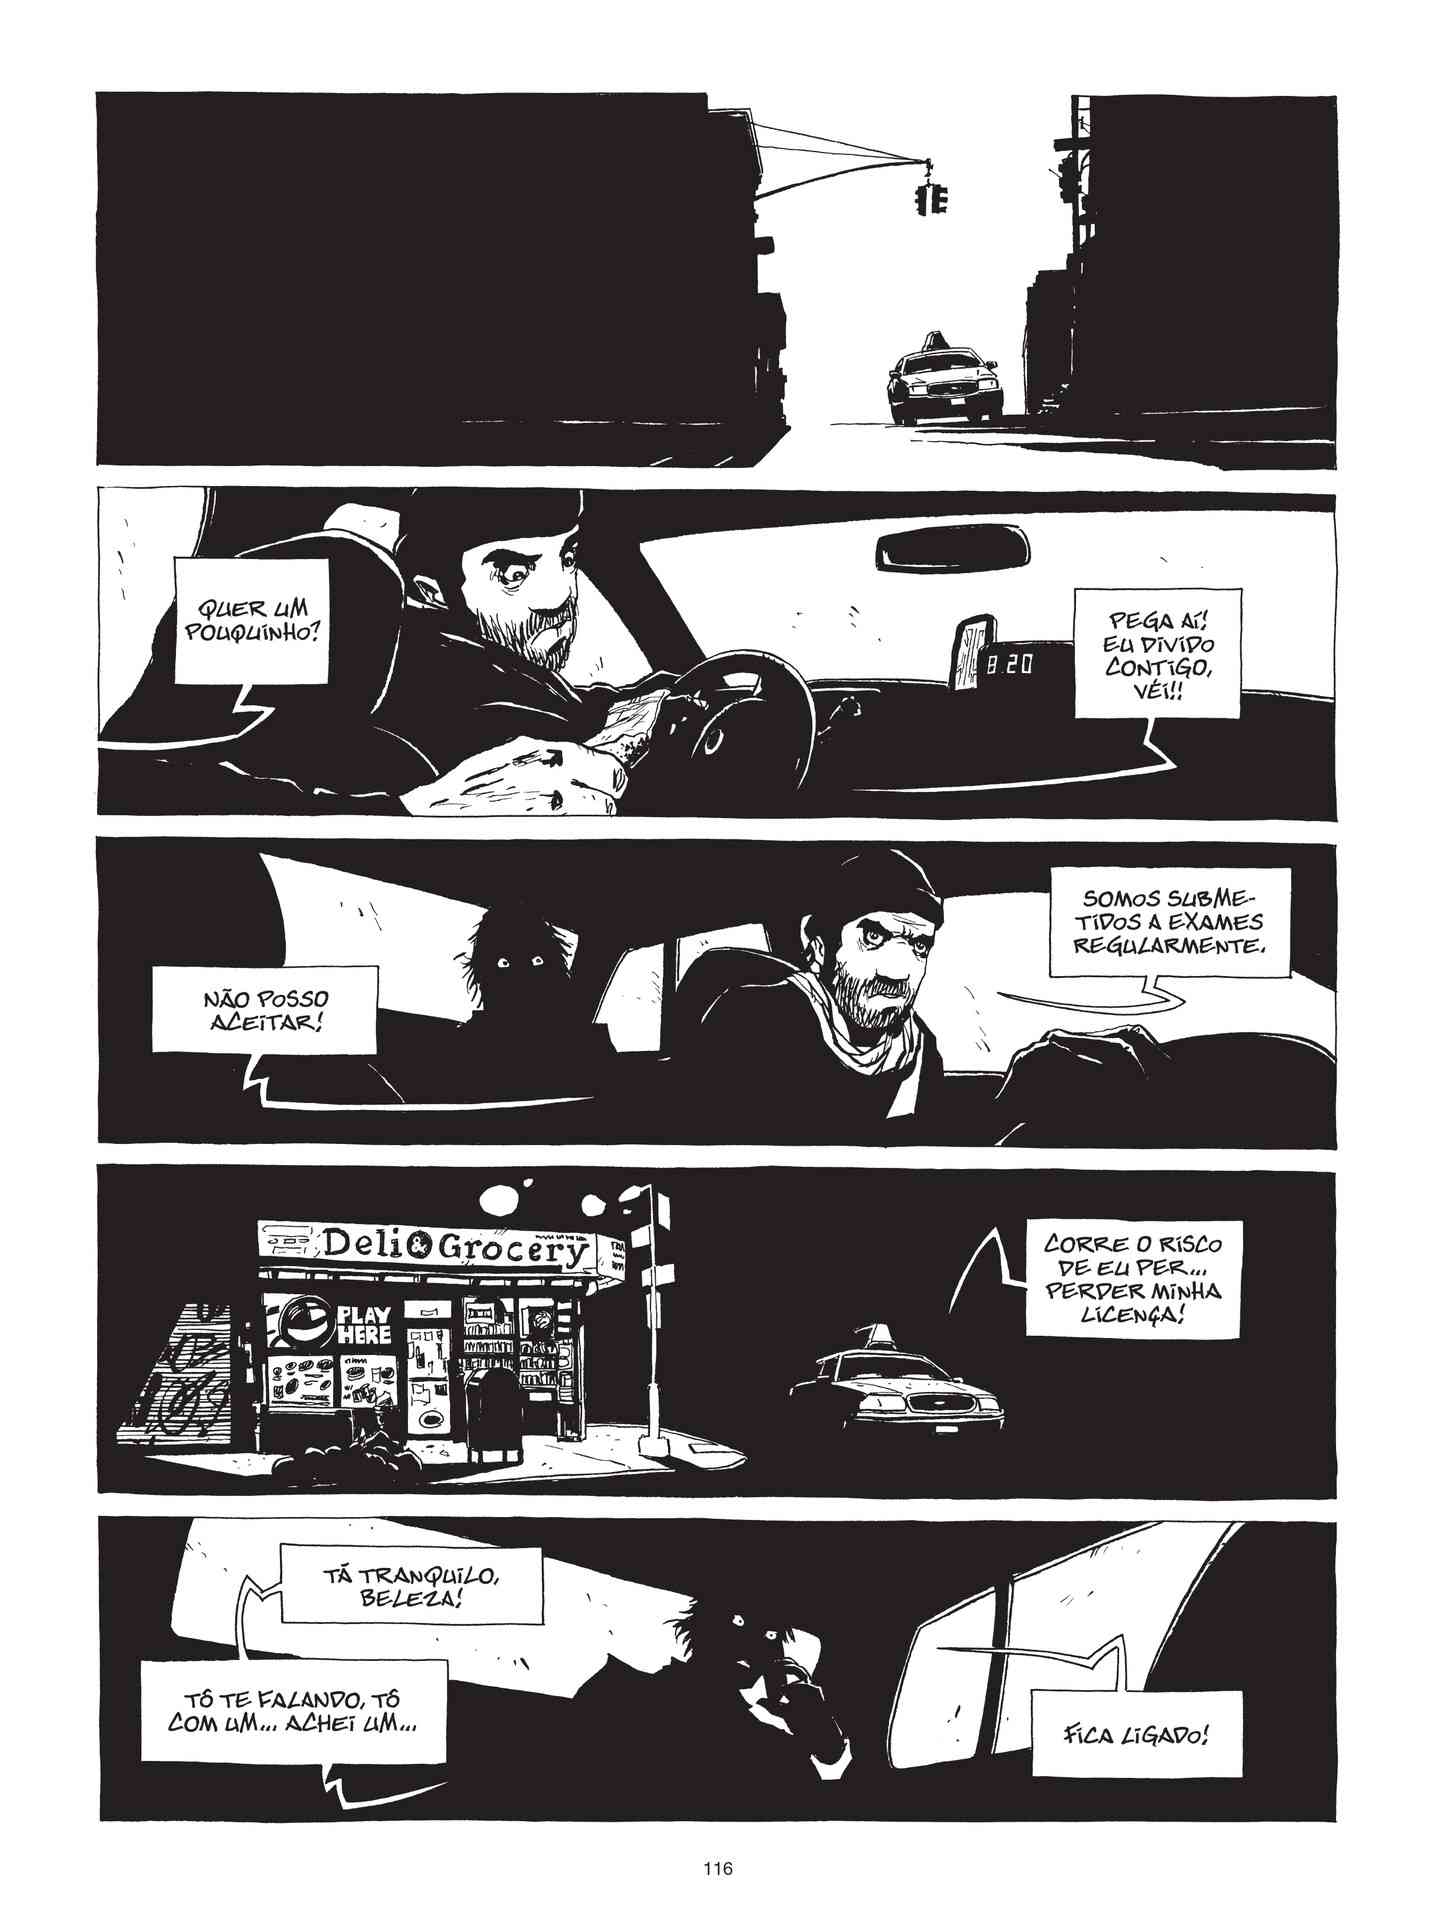 QUER UM
POUQUINHO?
PEGA AÍ!
EU DIVIDO
CONTIGO,
VÉI!!
8.20
NÃO POSSO
ACEITAR!
SOMOS SUBME-
TIDOS A EXAMES
REGULARMENTE.
Deli & Grocery
PLAY
HERE
CORRE O RISCO
DE EU PER...
PERDER MINHA
LICENÇA!
TÁ TRANQUILO,
BELEZA!
TÔ TE FALANDO, TÔ
COM UM... ACHEI UM...
FICA LIGADO!
116